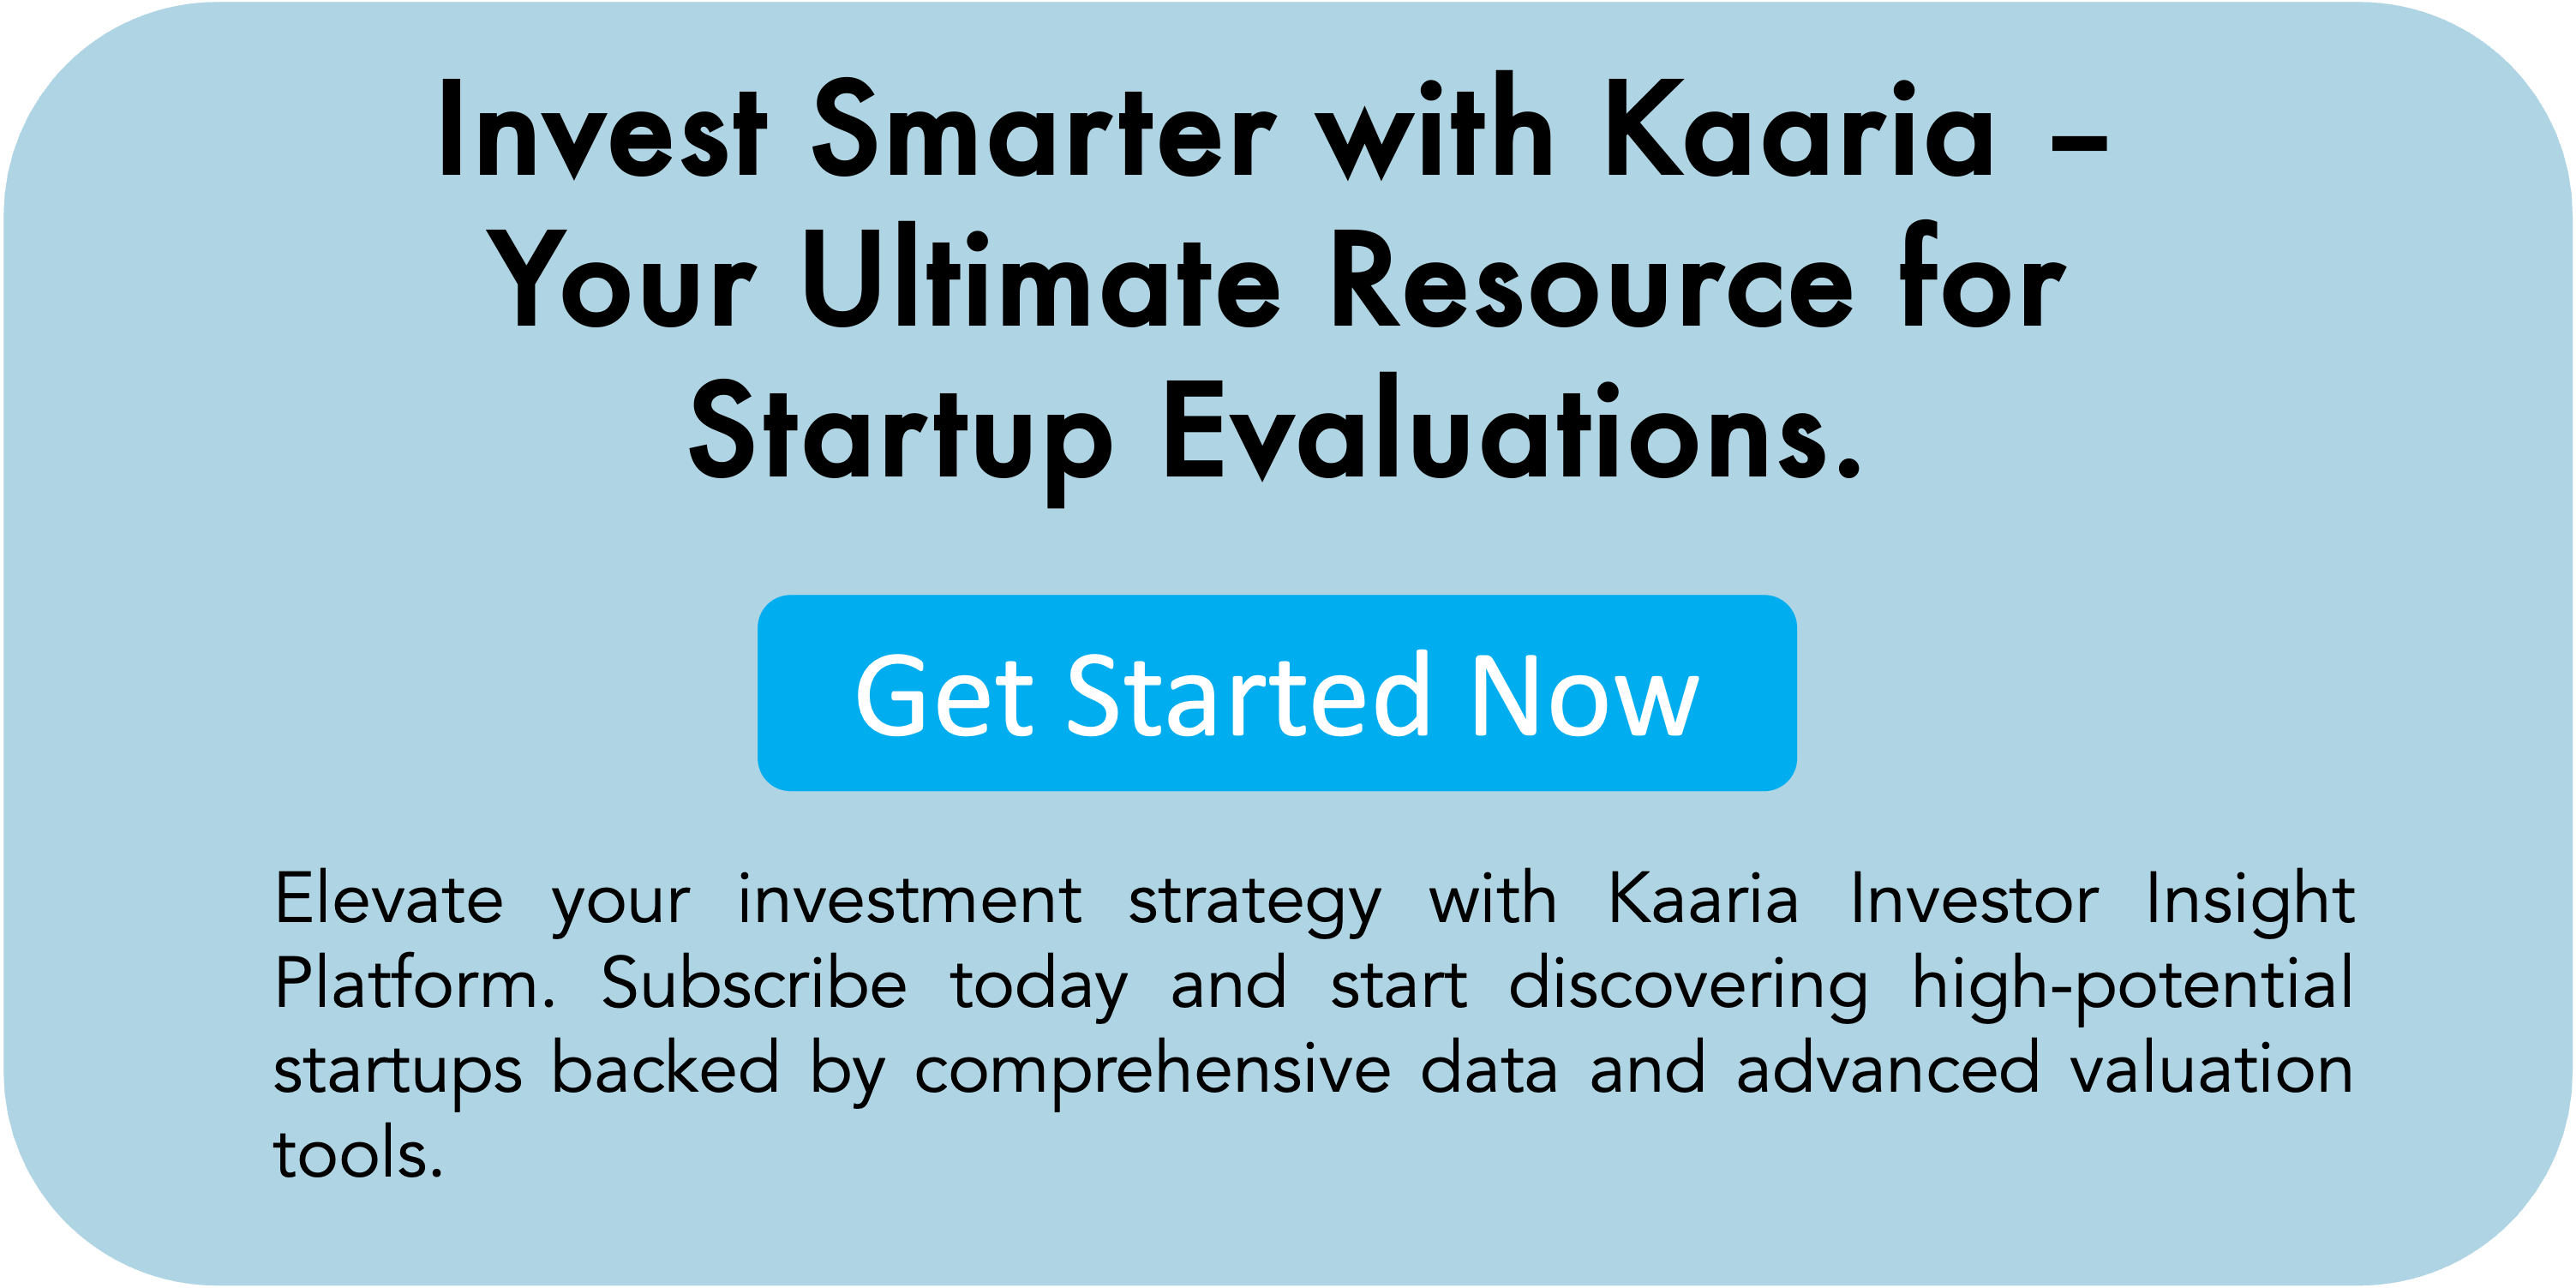 Invest Smarter with Kaaria –
Your Ultimate Resource for
Startup Evaluations.
Get Started Now
Elevate your investment strategy with Kaaria Investor Insight
Platform. Subscribe today and start discovering high-potential
startups backed by comprehensive data and advanced valuation
tools.